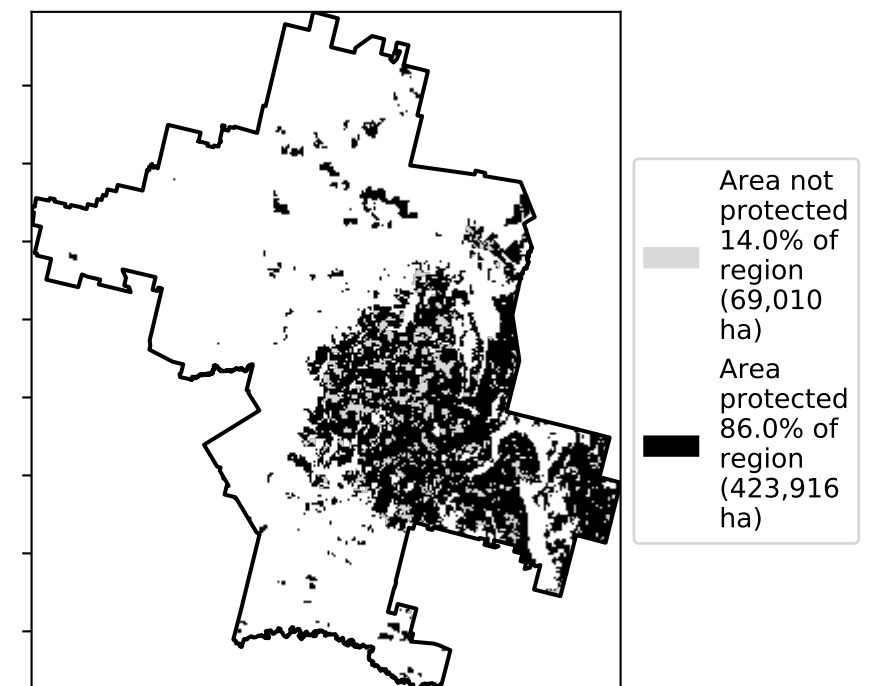 Area not
protected
14.0% of
region
(69,010
ha)
Area
protected
86.0% of
region
(423,916
ha)